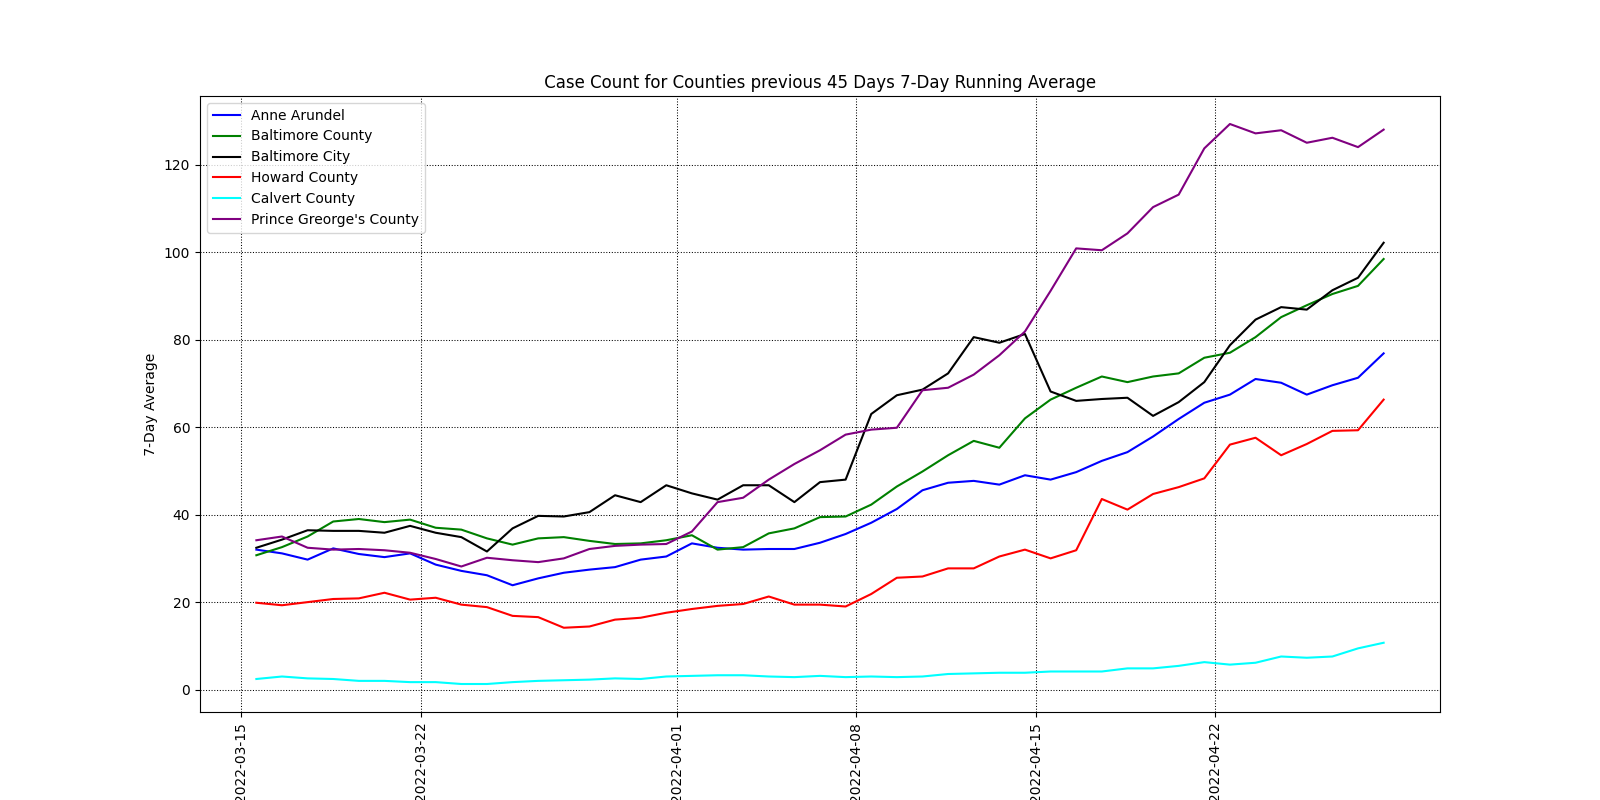 Case Count for Counties previous 45 Days 7-Day Running Average
Anne Arundel
Baltimore County
Baltimore City
Howard County
Calvert County
Prince Greorge's County
7-Day Average
120
100
80
60
40
20
0
2022-03-15
2022-03-22
2022-04-01
2022-04-08
2022-04-15
2022-04-22